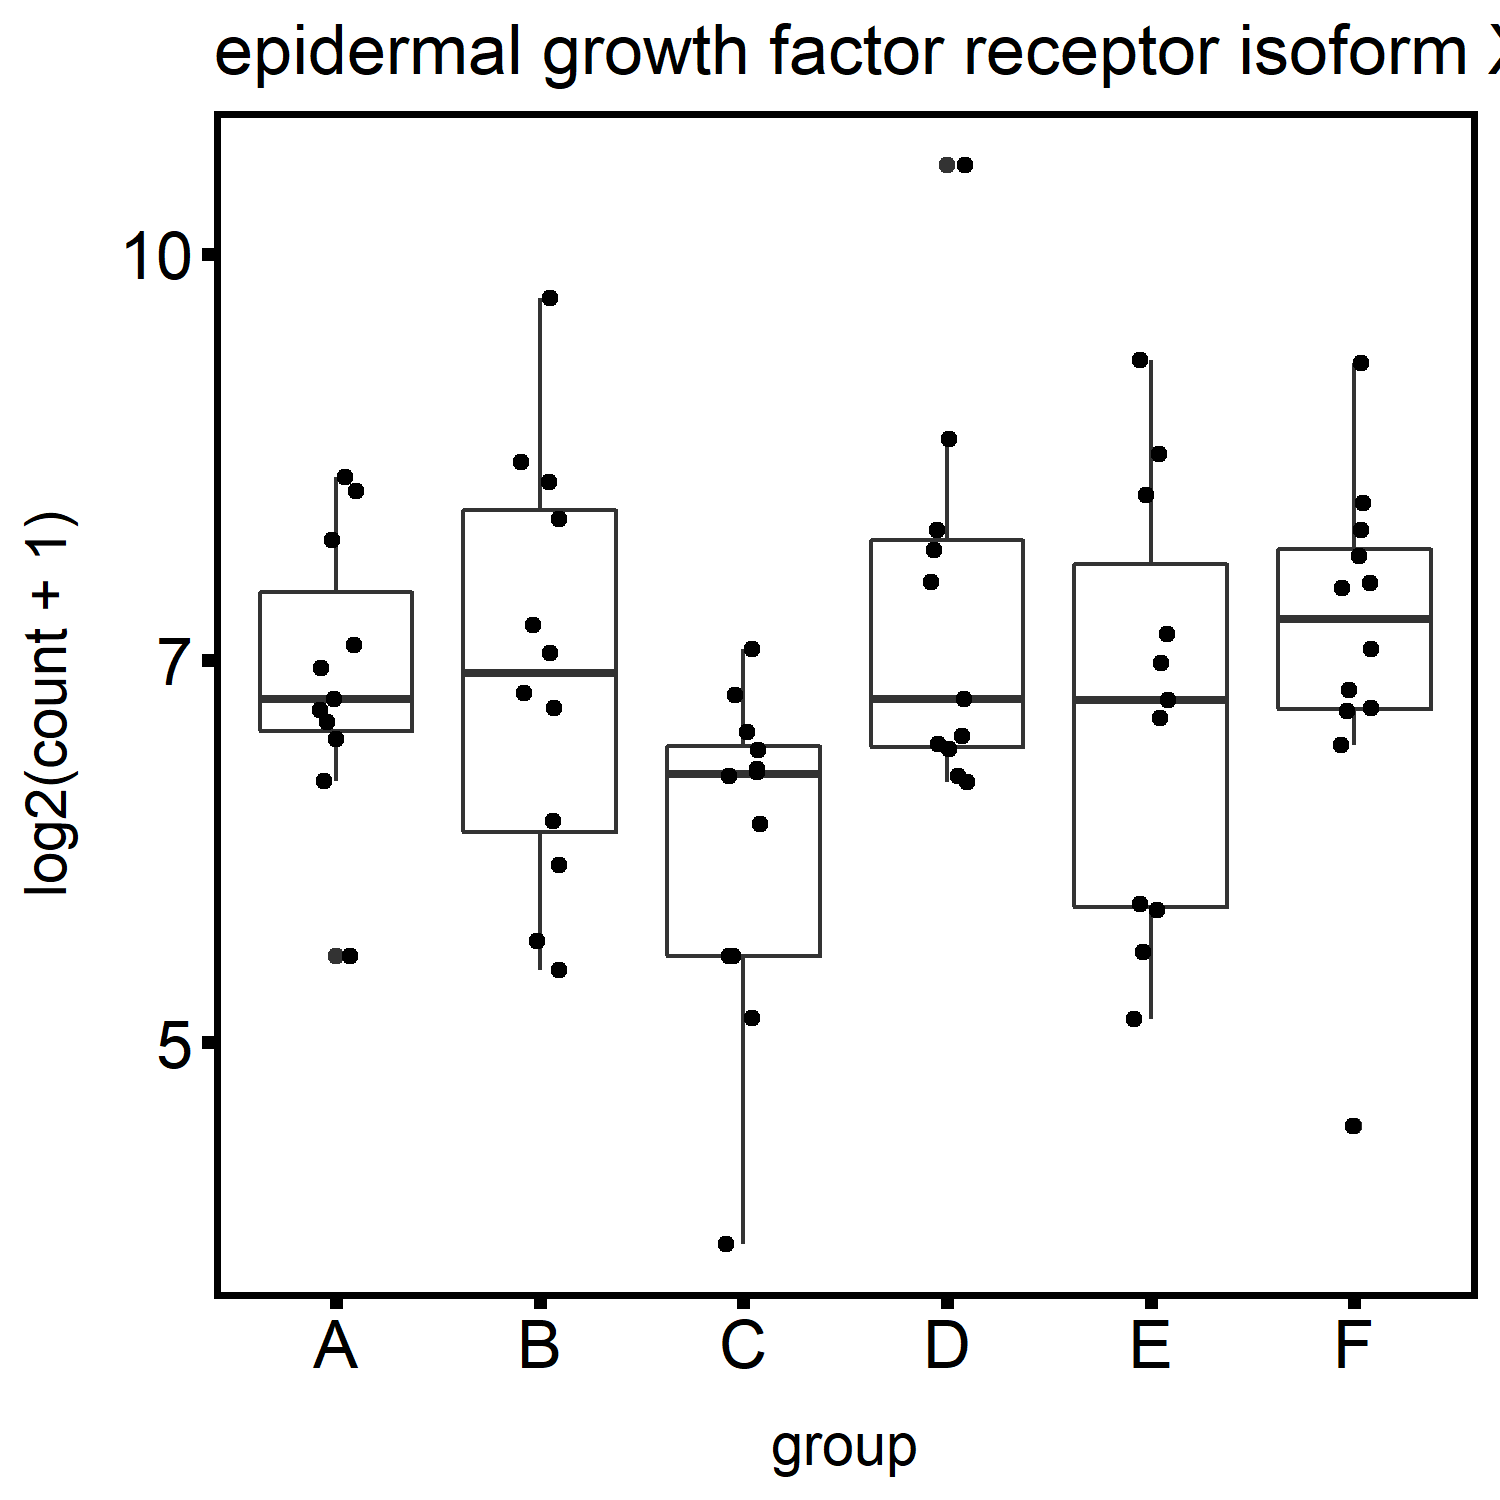 epidermal growth factor receptor isoform X
log2(count + 1)
10
7
5
A B C D E F
group